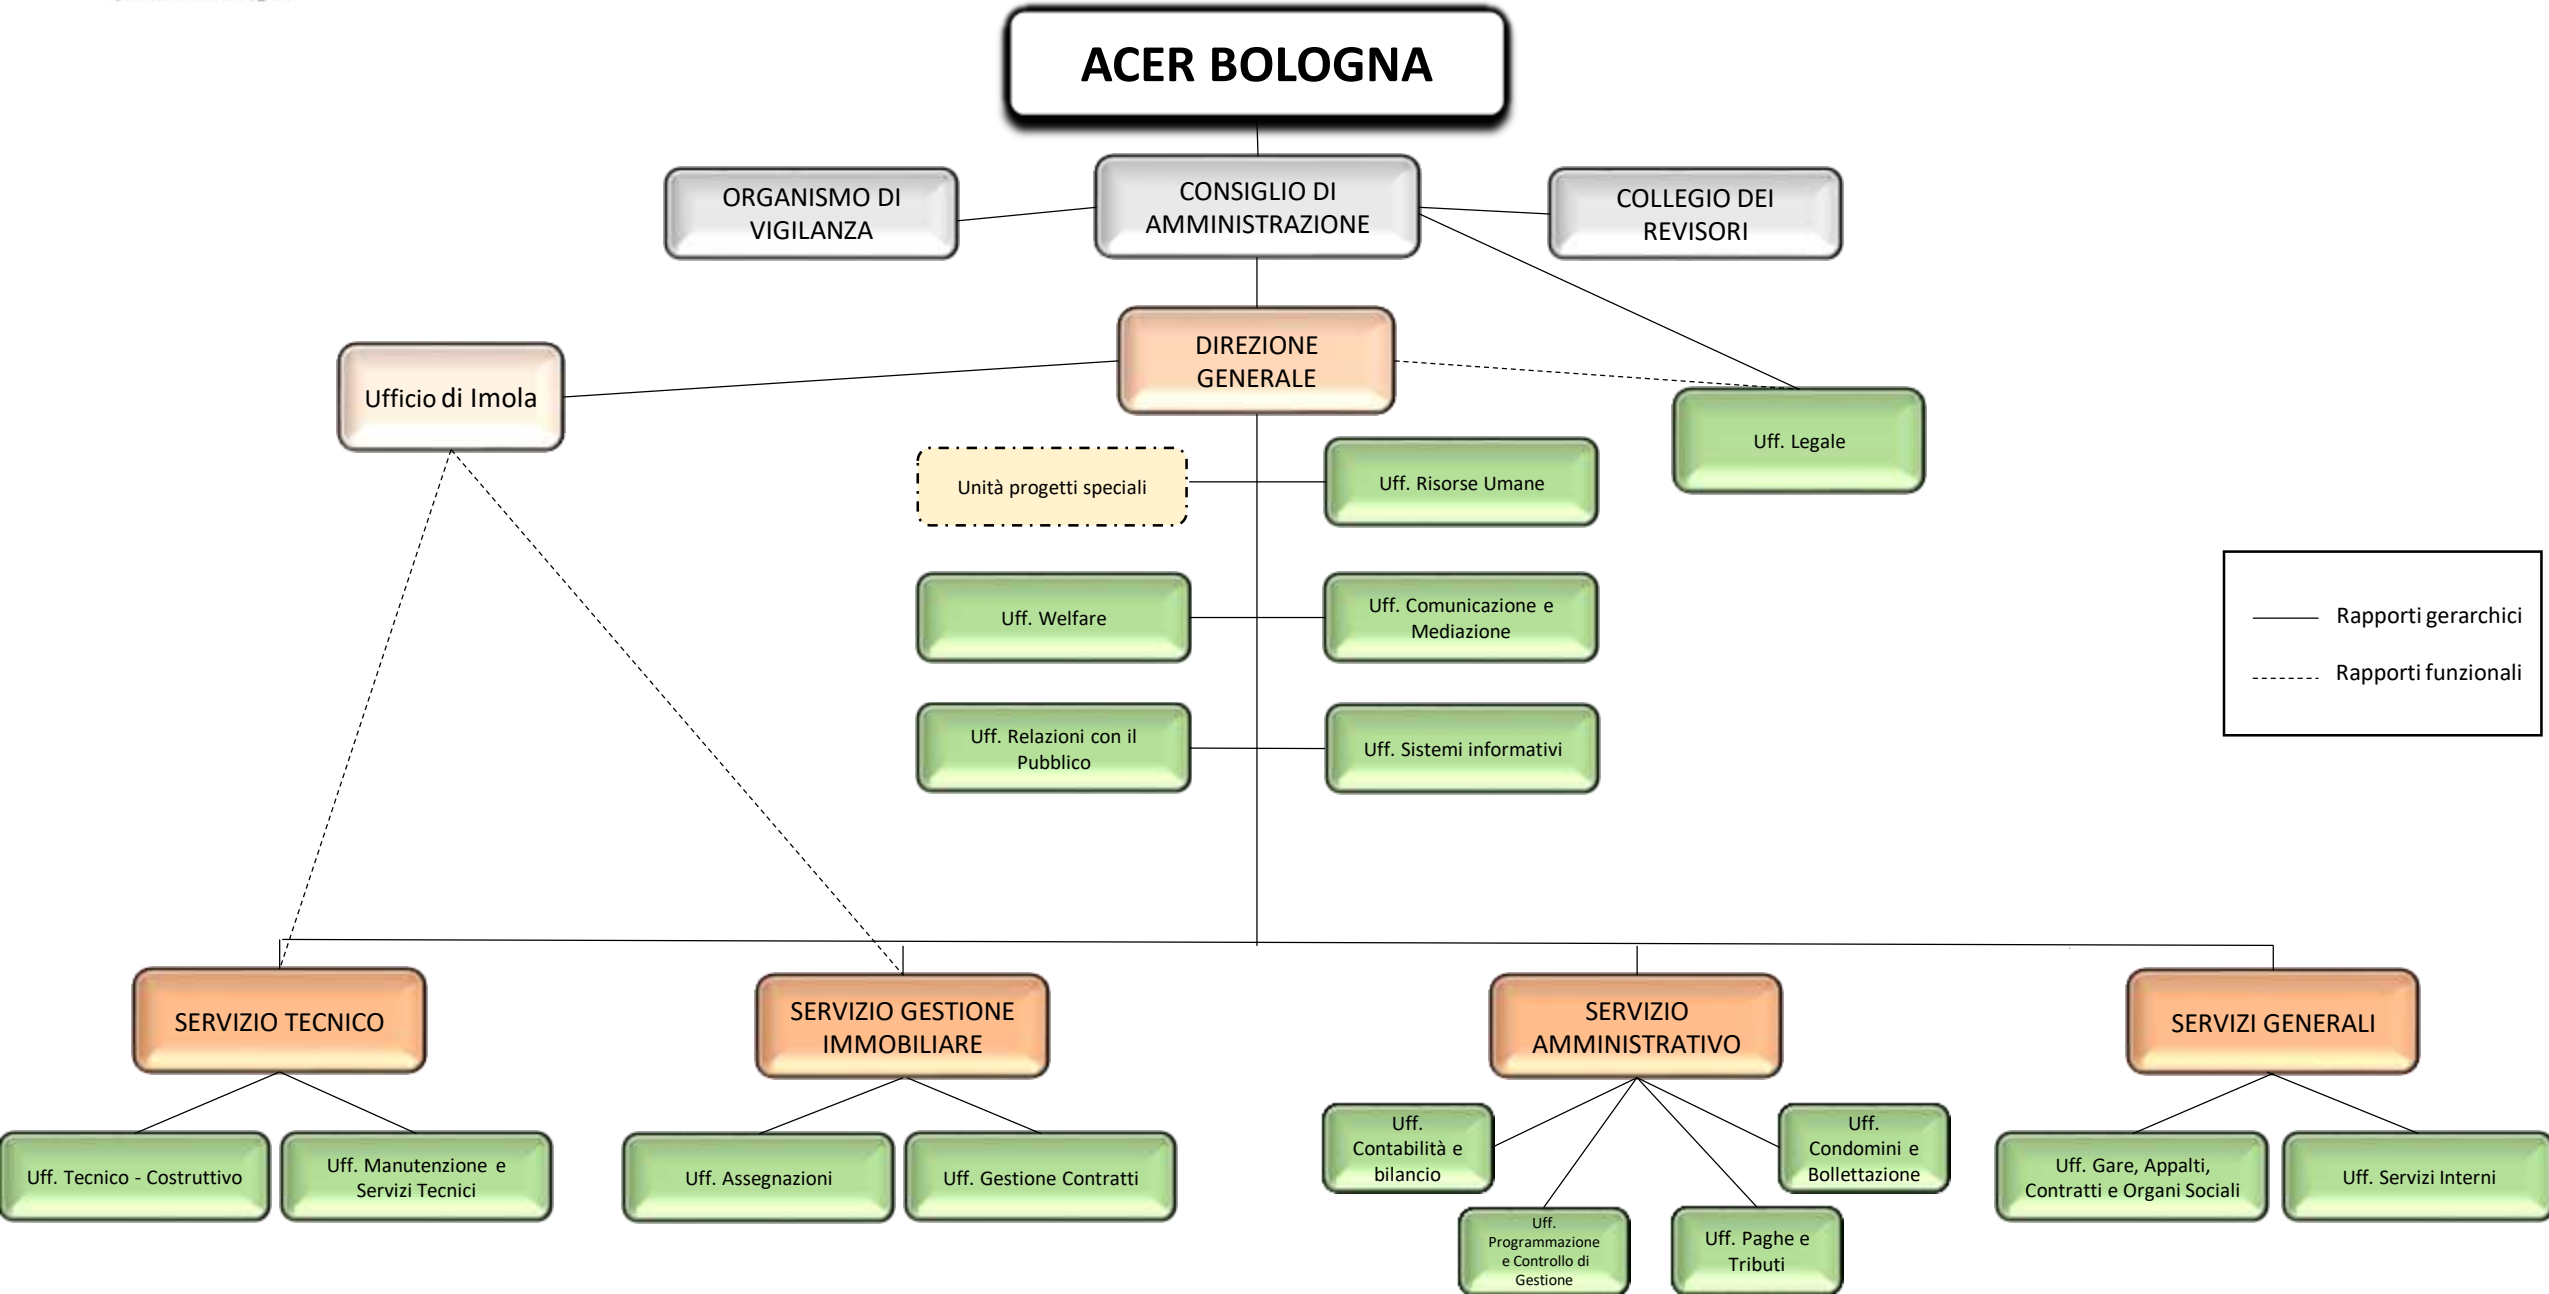 ACER BOLOGNA
ORGANISMO DI
VIGILANZA
CONSIGLIO DI
AMMINISTRAZIONE
COLLEGIO DEI
REVISORI
DIREZIONE
GENERALE
Ufficio di Imola
Uff. Legale
Unità progetti speciali
Uff. Risorse Umane
Uff. Welfare
Uff. Comunicazione e
Mediazione
Uff. Relazioni con il
Pubblico
Uff. Sistemi informativi
Rapporti gerarchici
Rapporti funzionali
SERVIZIO TECNICO
SERVIZIO GESTIONE
IMMOBILIARE
SERVIZIO
AMMINISTRATIVO
SERVIZI GENERALI
Uff. Tecnico - Costruttivo
Uff. Manutenzione e
Servizi Tecnici
Uff. Assegnazioni
Uff. Gestione Contratti
Uff.
Contabilità e
bilancio
Uff.
Programmazione
e Controllo di
Gestione
Uff. Paghe e
Tributi
Uff.
Condomini e
Bollettazione
Uff. Gare, Appalti,
Contratti e Organi Sociali
Uff. Servizi Interni